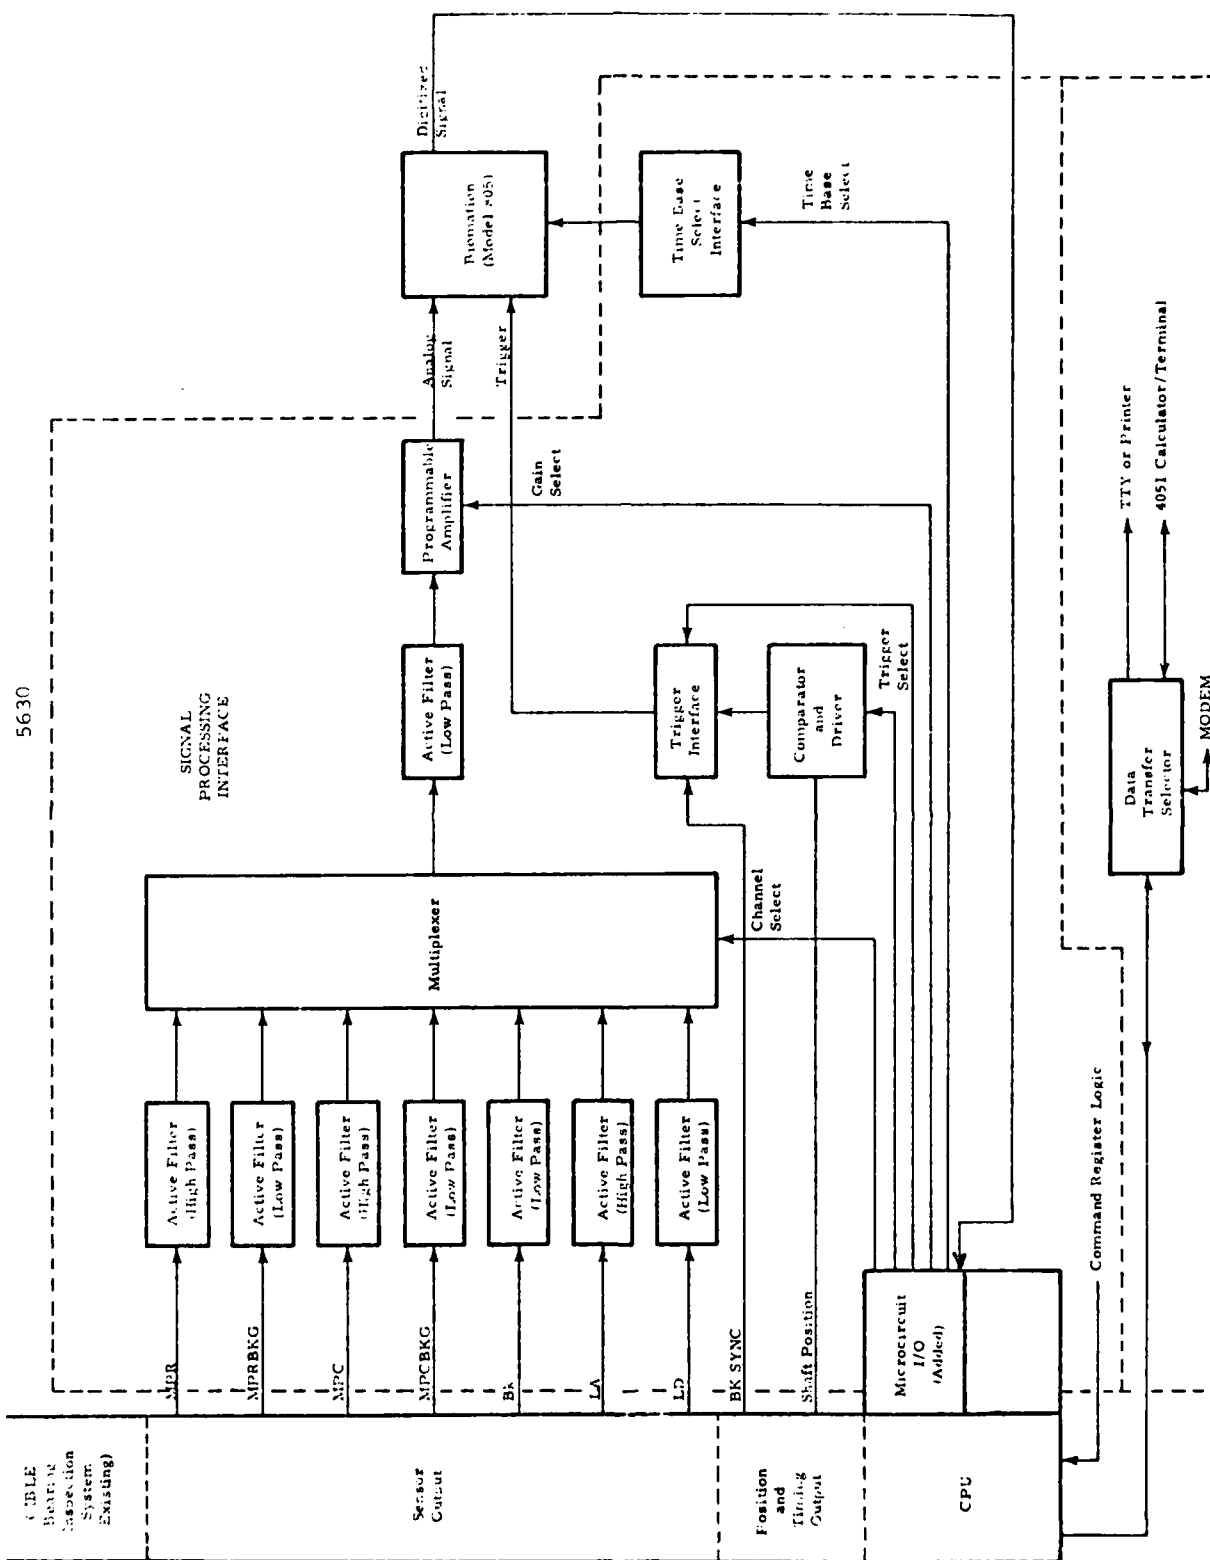 5630
SIGNAL
PROCESSING
INTERFACE
Bearing
Inspection
System
Existing)
Sensor
Output
Position
and
Timing
Output
CPU
MPR
MPRBKG
MPC
MPCBKG
BK
LA
LD
BK SYNC
Shaft Position
Active Filter
(High Pass)
Active Filter
(Low Pass)
Active Filter
(High Pass)
Active Filter
(Low Pass)
Active Filter
(Low Pass)
Active Filter
(High Pass)
Active Filter
(Low Pass)
Multiplexer
Channel
Select
Active Filter
(Low Pass)
Programmable
Amplifier
Gain
Select
Analog
Signal
Trigger
Biomation
(Model 805)
Digitized
Signal
Time Base
Select
Interface
Time
Base
Select
Trigger
Interface
Comparator
and
Driver
Trigger
Select
Microcircuit
I/O
(Added)
Command Register Logic
Data
Transfer
Selector
TTY or Printer
4051 Calculator/Terminal
MODEM